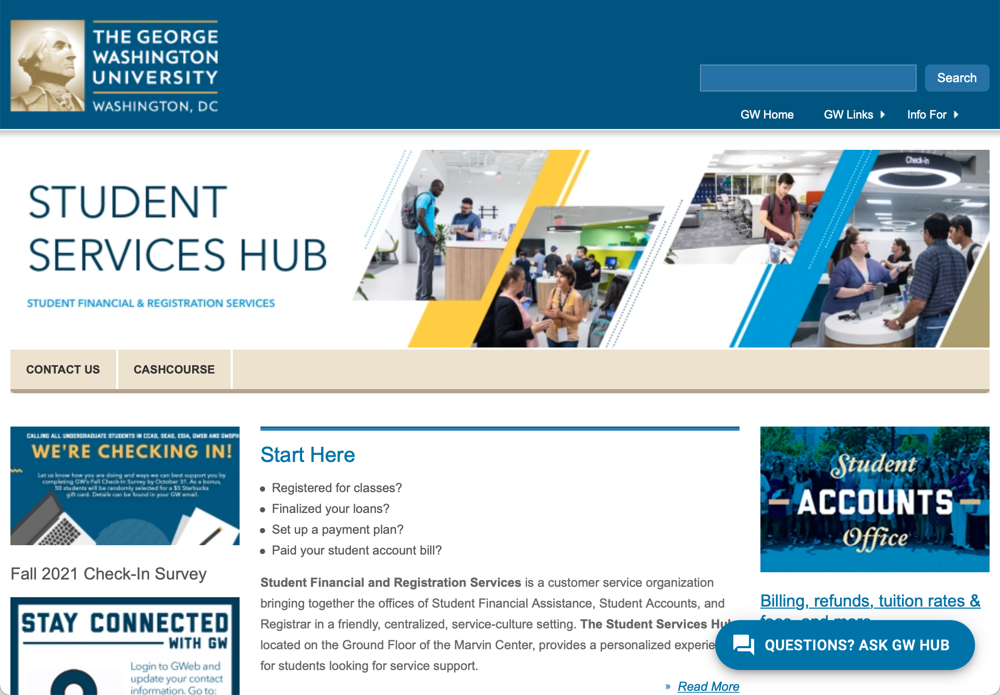 THE GEORGE
WASHINGTON
UNIVERSITY
WASHINGTON, DC
Search
GW Home
GW Links
Info For
STUDENT
SERVICES HUB
STUDENT FINANCIAL & REGISTRATION SERVICES
Check-In
CONTACT US
CASHCOURSE
CALLING ALL UNDERGRADUATE STUDENTS IN CCAS, SEAS, ESIA, GWSB AND GWSPH
WE'RE CHECKING IN!
Let us know how you are doing and ways we can best support you by
completing GW's Fall Check-In Survey by October 31. As a bonus,
50 students will be randomly selected for a $5 Starbucks
gift card. Details can be found in your GW email.
Fall 2021 Check-In Survey
STAY CONNECTED
WITH GW
Login to GWeb and
update your contact
information. Go to:
Start Here
Registered for classes?
Finalized your loans?
Set up a payment plan?
Paid your student account bill?
Student Financial and Registration Services is a customer service organization
bringing together the offices of Student Financial Assistance, Student Accounts, and
Registrar in a friendly, centralized, service-culture setting. The Student Services Hub
located on the Ground Floor of the Marvin Center, provides a personalized experie
for students looking for service support.
Read More
Student
ACCOUNTS
Office
Billing, refunds, tuition rates &
fees, and more
QUESTIONS? ASK GW HUB